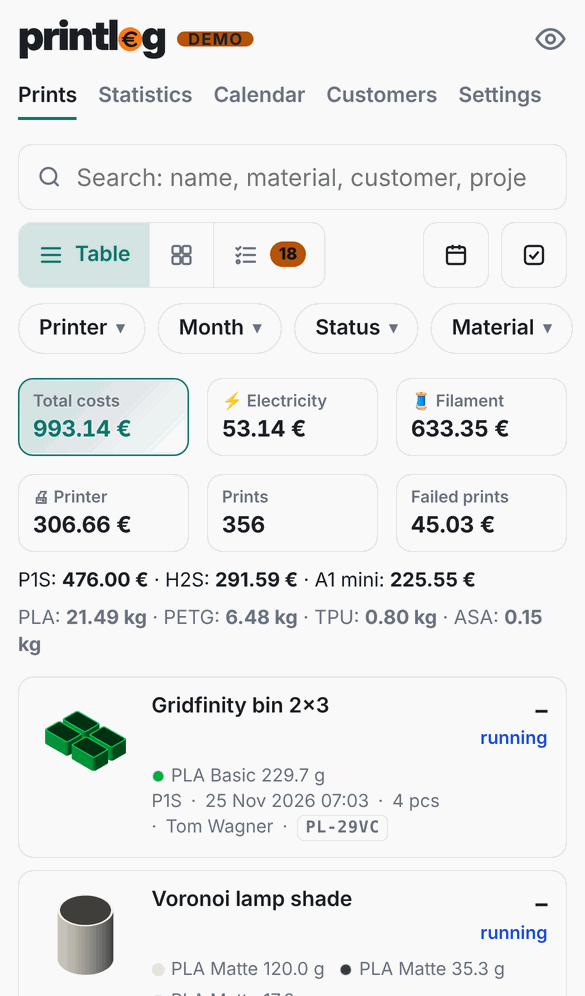 printl€g DEMO
Prints Statistics Calendar Customers Settings
Search: name, material, customer, proje
Table 18
Printer ▾ Month ▾ Status ▾ Material ▾
Total costs ⚡ Electricity 🧵 Filament
993.14 € 53.14 € 633.35 €
🖨 Printer Prints Failed prints
306.66 € 356 45.03 €
P1S: 476.00 € · H2S: 291.59 € · A1 mini: 225.55 €
PLA: 21.49 kg · PETG: 6.48 kg · TPU: 0.80 kg · ASA: 0.15
kg
Gridfinity bin 2×3 –
running
PLA Basic 229.7 g
P1S · 25 Nov 2026 07:03 · 4 pcs
· Tom Wagner · PL-29VC
Voronoi lamp shade –
running
PLA Matte 120.0 g PLA Matte 35.3 g